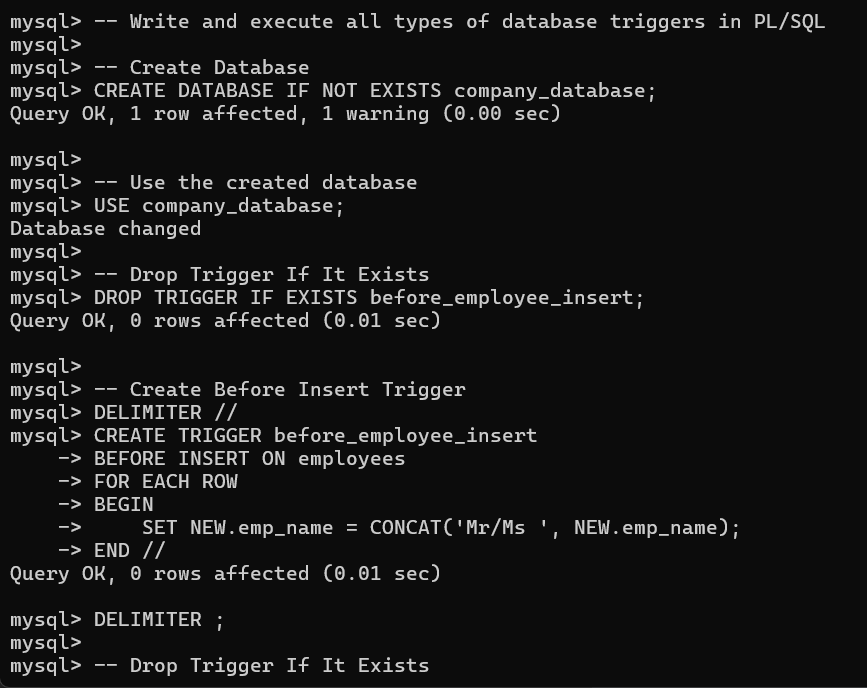 mysql> -- Write and execute all types of database triggers in PL/SQL
mysql>
mysql> -- Create Database
mysql> CREATE DATABASE IF NOT EXISTS company_database;
Query OK, 1 row affected, 1 warning (0.00 sec)

mysql>
mysql> -- Use the created database
mysql> USE company_database;
Database changed
mysql>
mysql> -- Drop Trigger If It Exists
mysql> DROP TRIGGER IF EXISTS before_employee_insert;
Query OK, 0 rows affected (0.01 sec)

mysql>
mysql> -- Create Before Insert Trigger
mysql> DELIMITER //
mysql> CREATE TRIGGER before_employee_insert
    -> BEFORE INSERT ON employees
    -> FOR EACH ROW
    -> BEGIN
    ->     SET NEW.emp_name = CONCAT('Mr/Ms ', NEW.emp_name);
    -> END //
Query OK, 0 rows affected (0.01 sec)

mysql> DELIMITER ;
mysql>
mysql> -- Drop Trigger If It Exists